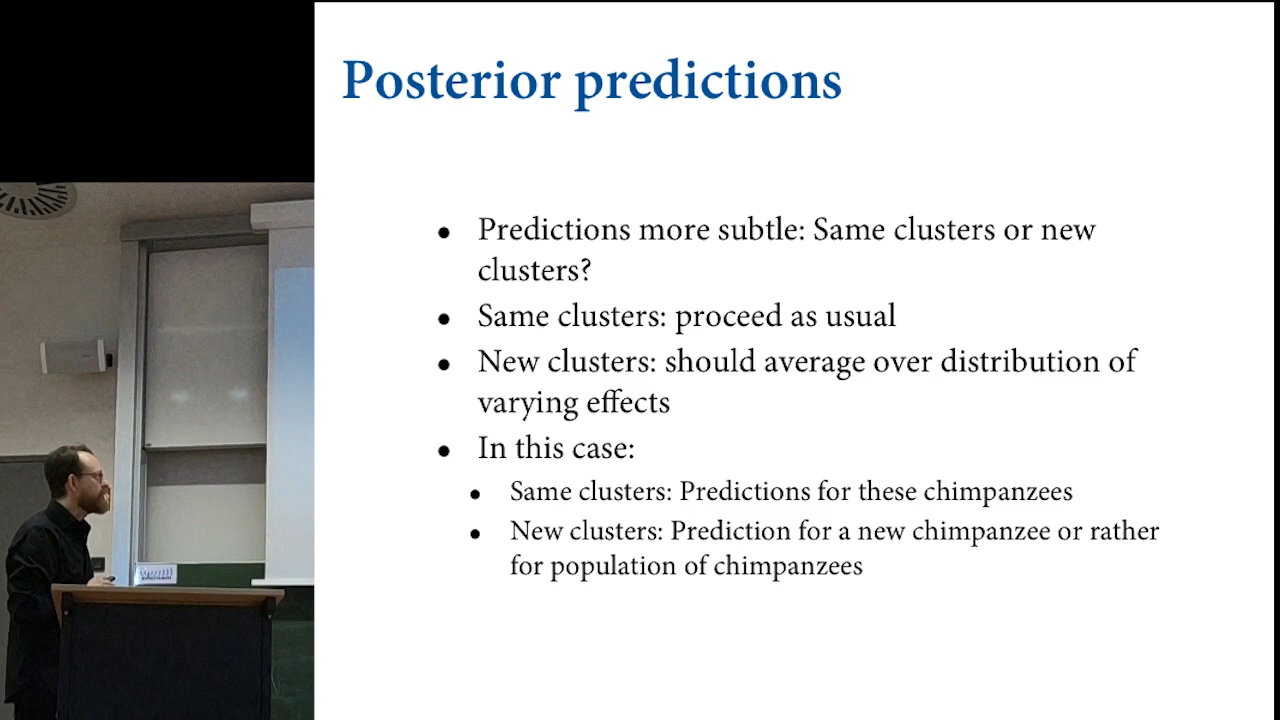 Posterior predictions
• Predictions more subtle: Same clusters or new
clusters?
• Same clusters: proceed as usual
• New clusters: should average over distribution of
varying effects
• In this case:
• Same clusters: Predictions for these chimpanzees
• New clusters: Prediction for a new chimpanzee or rather
for population of chimpanzees